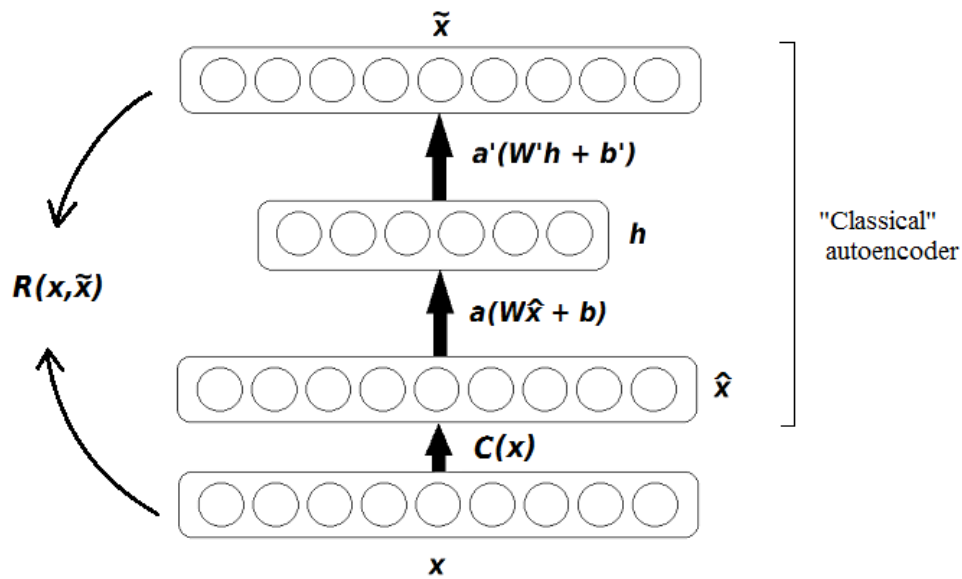 x̃
a'(W'h + b')
h
"Classical"
autoencoder
R(x,x̃)
a(Wx̂ + b)
x̂
C(x)
x